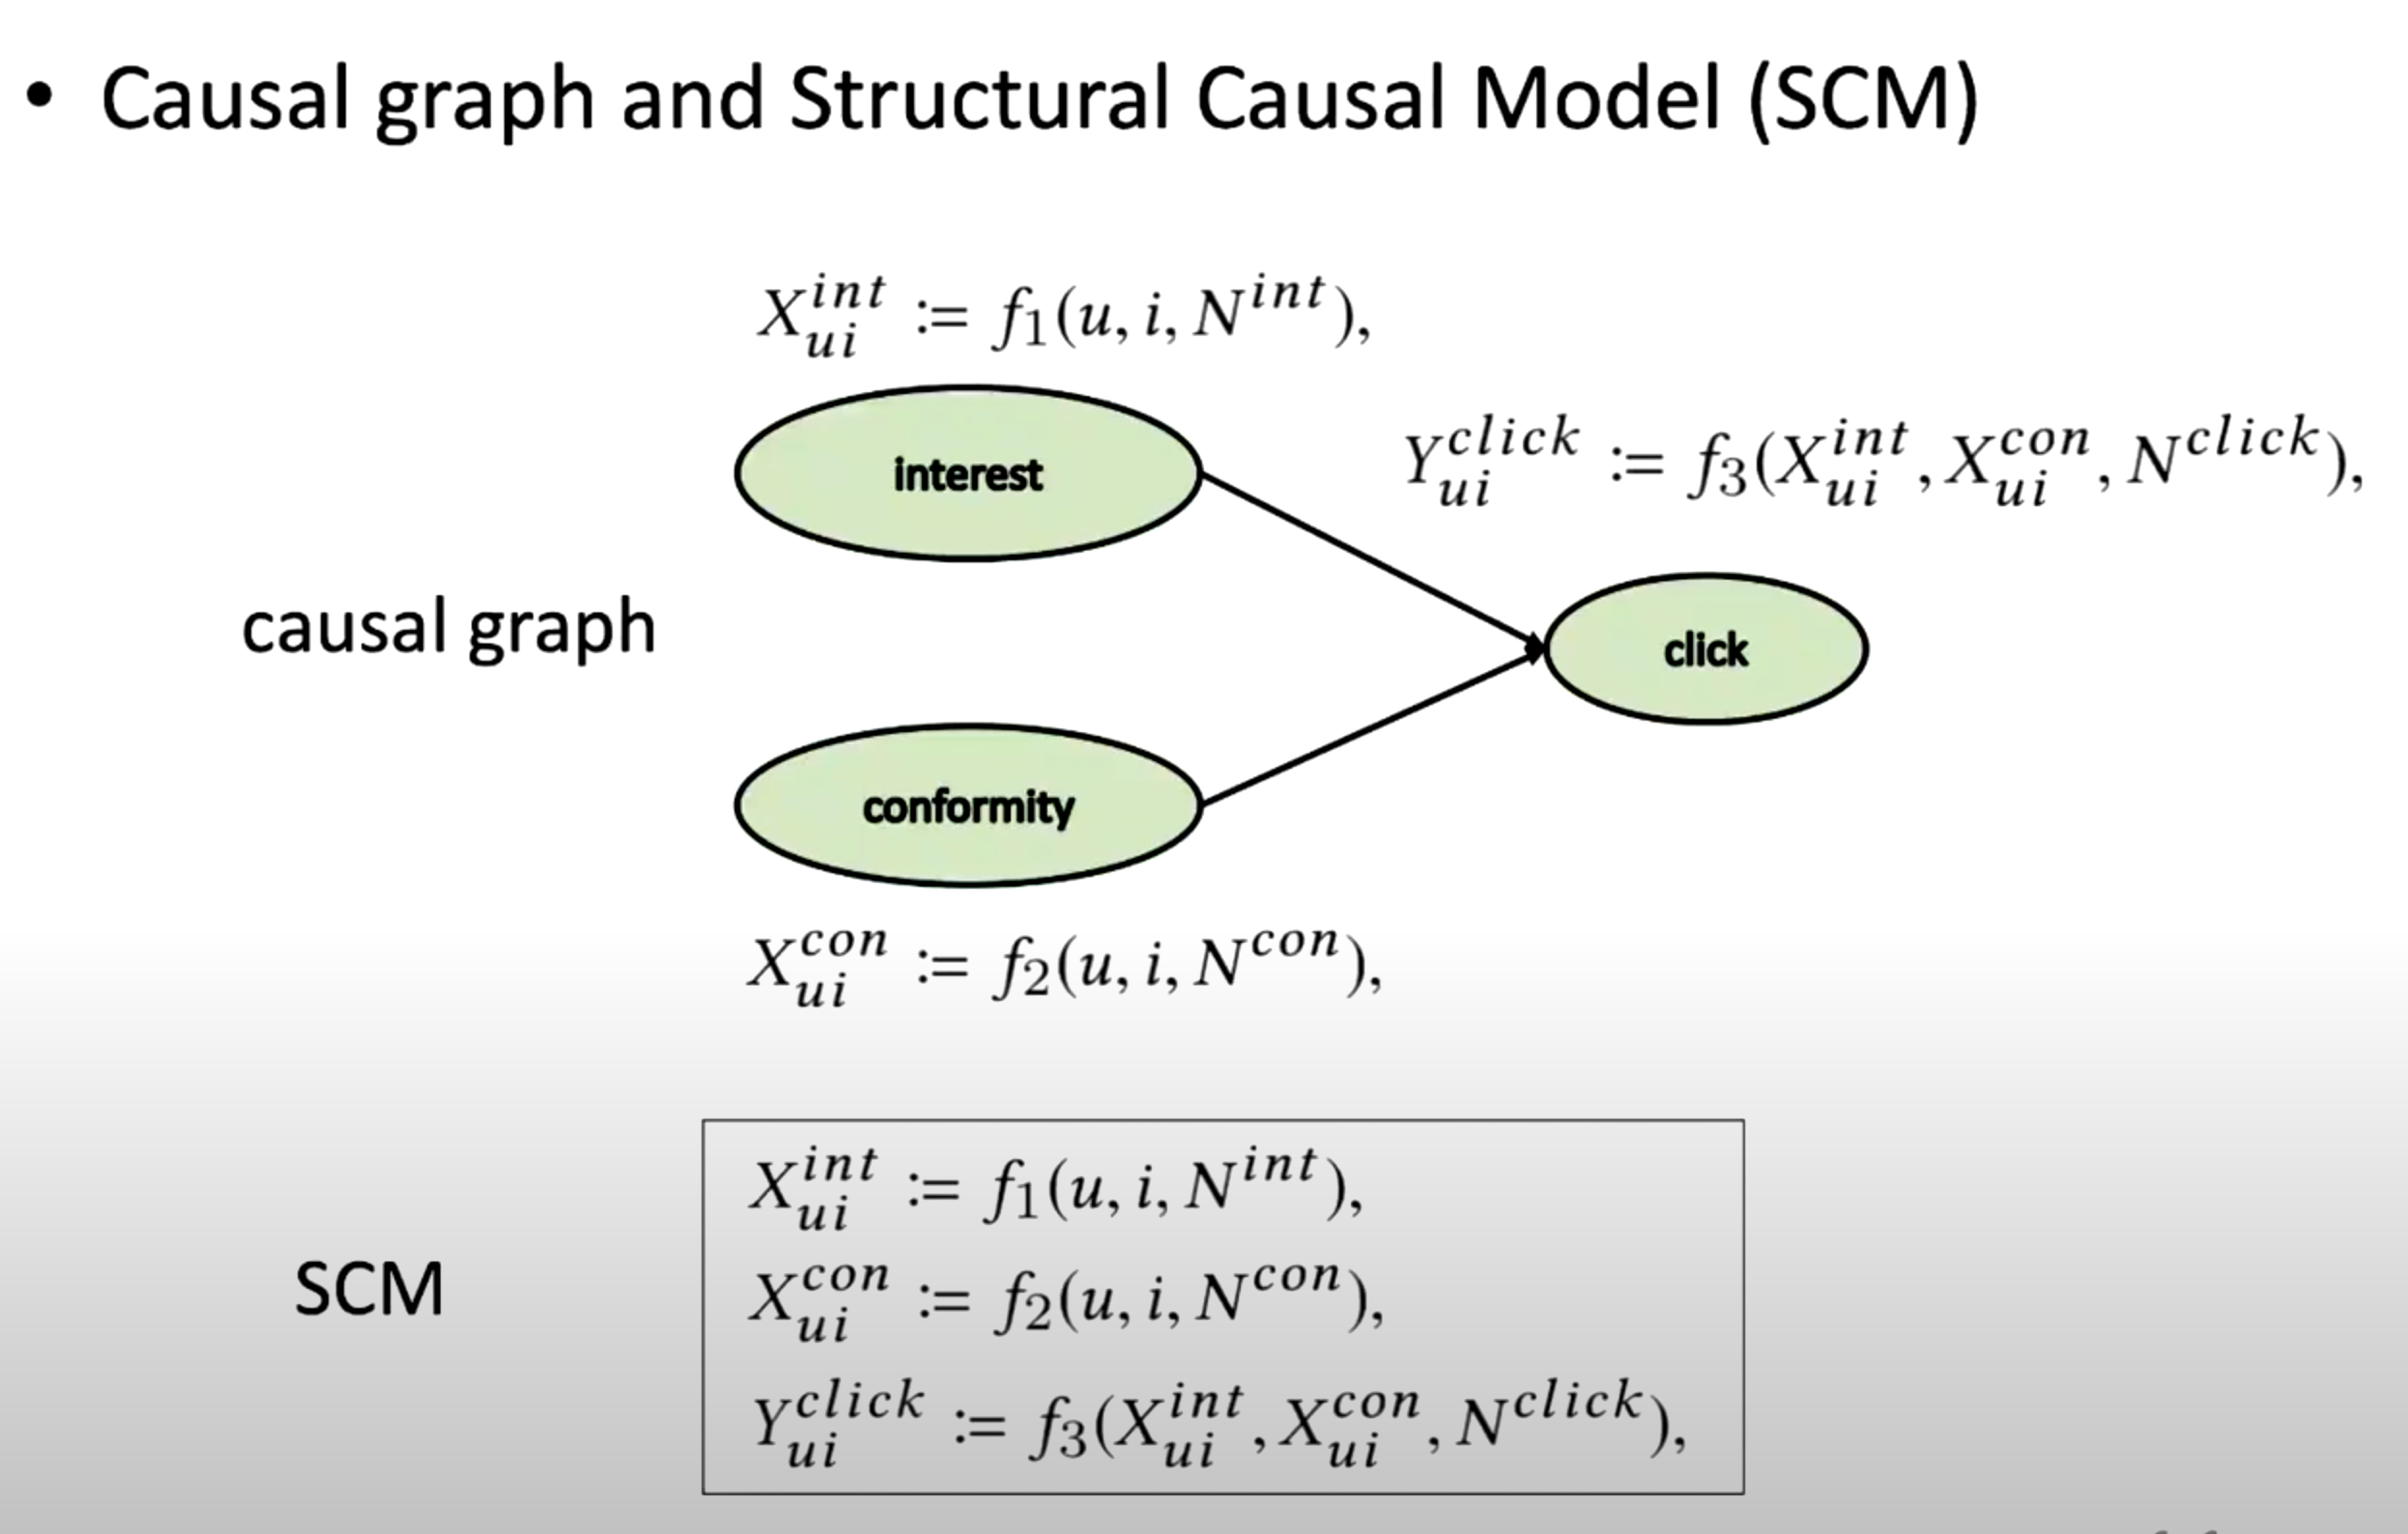 • Causal graph and Structural Causal Model (SCM)
X_{ui}^{int} := f_1(u, i, N^{int}),
interest
Y_{ui}^{click} := f_3(X_{ui}^{int}, X_{ui}^{con}, N^{click}),
causal graph
click
conformity
X_{ui}^{con} := f_2(u, i, N^{con}),
SCM
X_{ui}^{int} := f_1(u, i, N^{int}),
X_{ui}^{con} := f_2(u, i, N^{con}),
Y_{ui}^{click} := f_3(X_{ui}^{int}, X_{ui}^{con}, N^{click}),